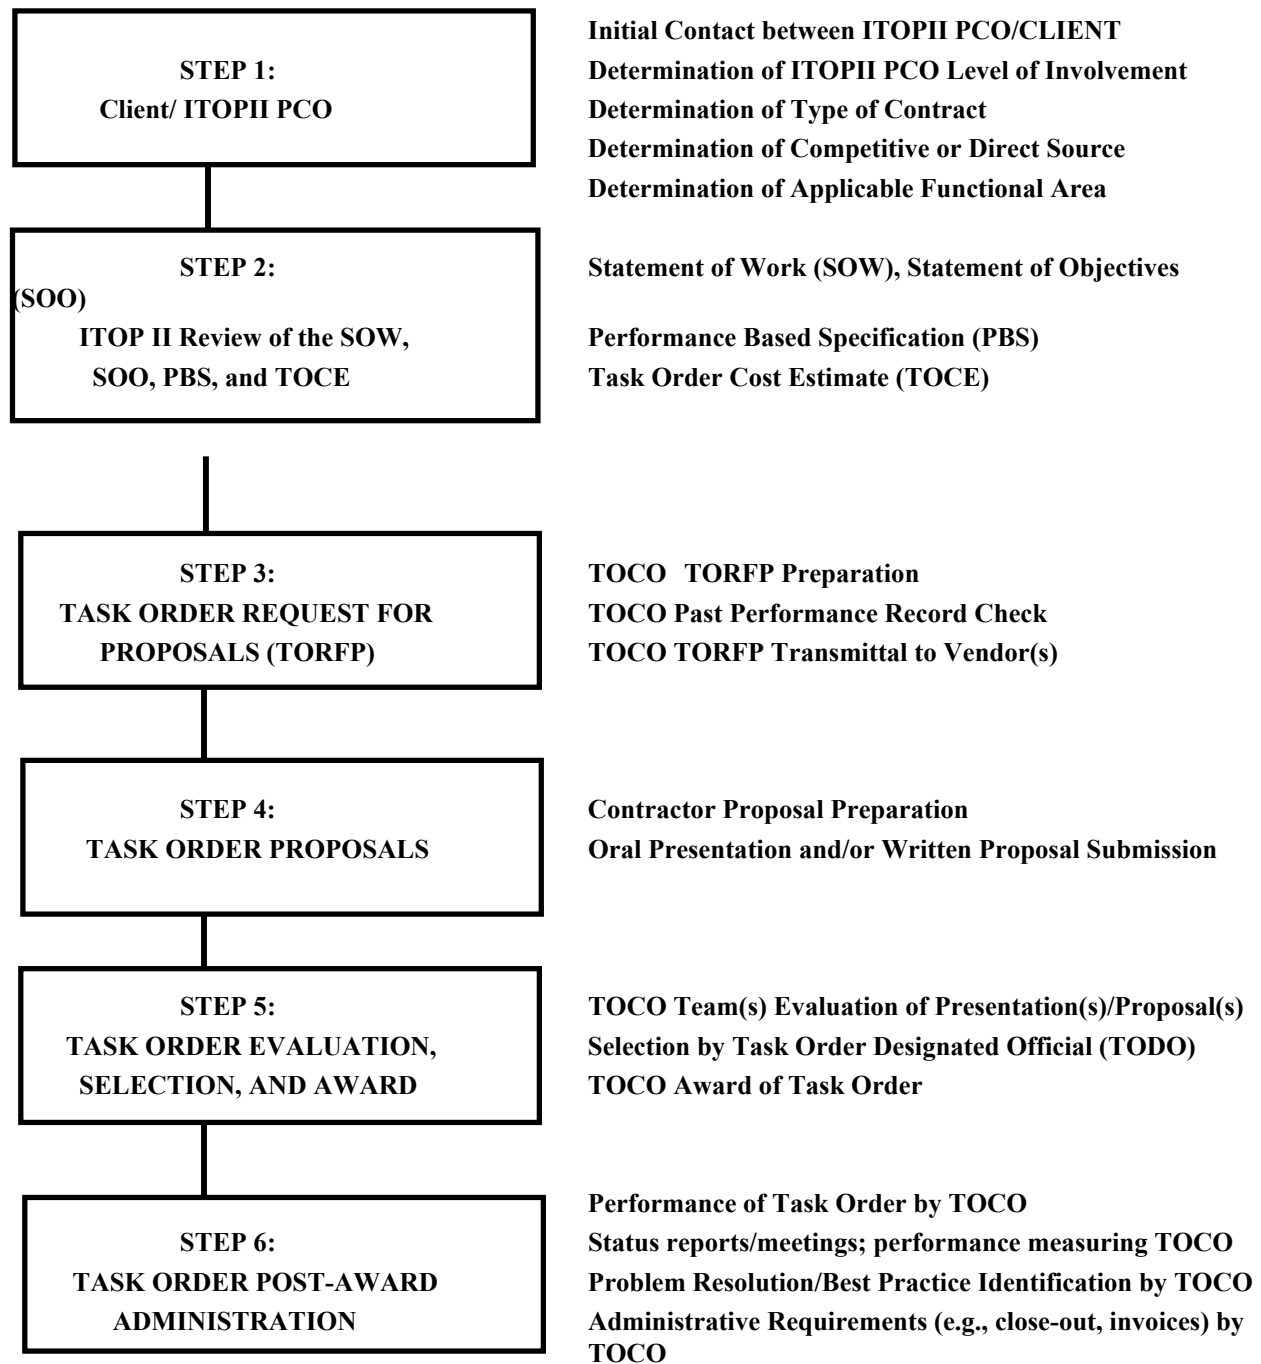 Initial Contact between ITOPII PCO/CLIENT
STEP 1: Determination of ITOPII PCO Level of Involvement
Client/ ITOPII PCO Determination of Type of Contract
Determination of Competitive or Direct Source
Determination of Applicable Functional Area
STEP 2: Statement of Work (SOW), Statement of Objectives
(SOO)
ITOP II Review of the SOW, Performance Based Specification (PBS)
SOO, PBS, and TOCE Task Order Cost Estimate (TOCE)
STEP 3: TOCO TORFP Preparation
TASK ORDER REQUEST FOR TOCO Past Performance Record Check
PROPOSALS (TORFP) TOCO TORFP Transmittal to Vendor(s)
STEP 4: Contractor Proposal Preparation
TASK ORDER PROPOSALS Oral Presentation and/or Written Proposal Submission
STEP 5: TOCO Team(s) Evaluation of Presentation(s)/Proposal(s)
TASK ORDER EVALUATION, Selection by Task Order Designated Official (TODO)
SELECTION, AND AWARD TOCO Award of Task Order
Performance of Task Order by TOCO
STEP 6: Status reports/meetings; performance measuring TOCO
TASK ORDER POST-AWARD Problem Resolution/Best Practice Identification by TOCO
ADMINISTRATION Administrative Requirements (e.g., close-out, invoices) by
TOCO